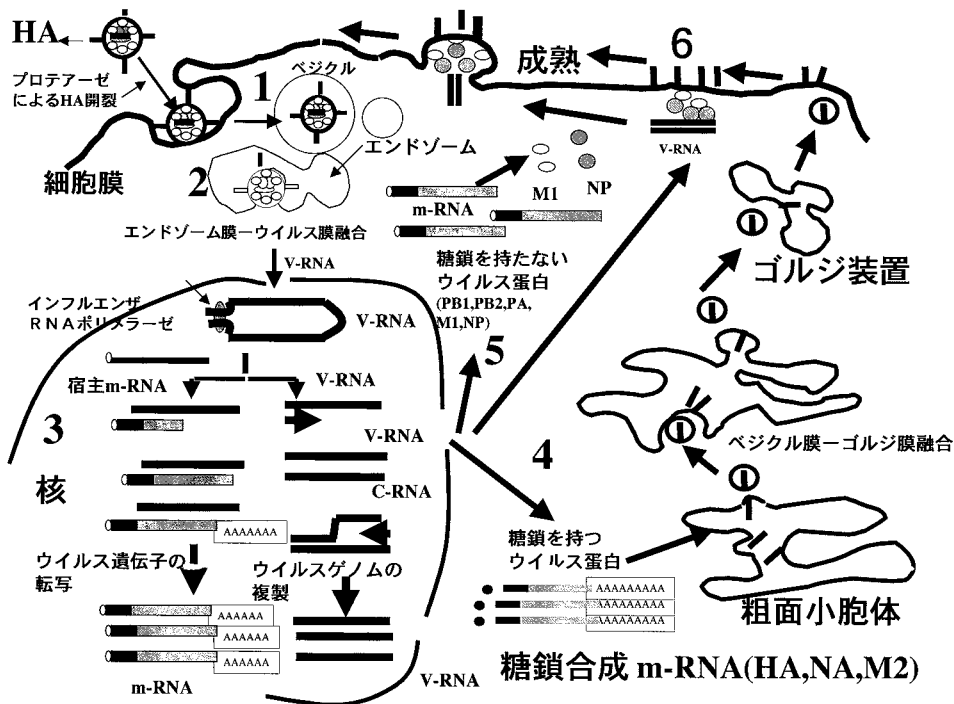 HA
プロテアーゼ
によるHA開裂
1
ベジクル
成熟
6
細胞膜
2
エンドゾーム
V-RNA
m-RNA
M1
NP
エンドゾーム膜ーウイルス膜融合
V-RNA
糖鎖を持たない
ウイルス蛋白
(PB1,PB2,PA,
M1,NP)
ゴルジ装置
インフルエンザ
RNAポリメラーゼ
V-RNA
5
宿主m-RNA
V-RNA
3
V-RNA
4
ベジクル膜ーゴルジ膜融合
核
C-RNA
AAAAAAA
糖鎖を持つ
ウイルス蛋白
ウイルス遺伝子の
転写
ウイルスゲノムの
複製
AAAAAAAAA
AAAAAAAAA
AAAAAAAAA
粗面小胞体
AAAAAA
AAAAAA
AAAAAA
m-RNA
V-RNA
糖鎖合成 m-RNA(HA,NA,M2)